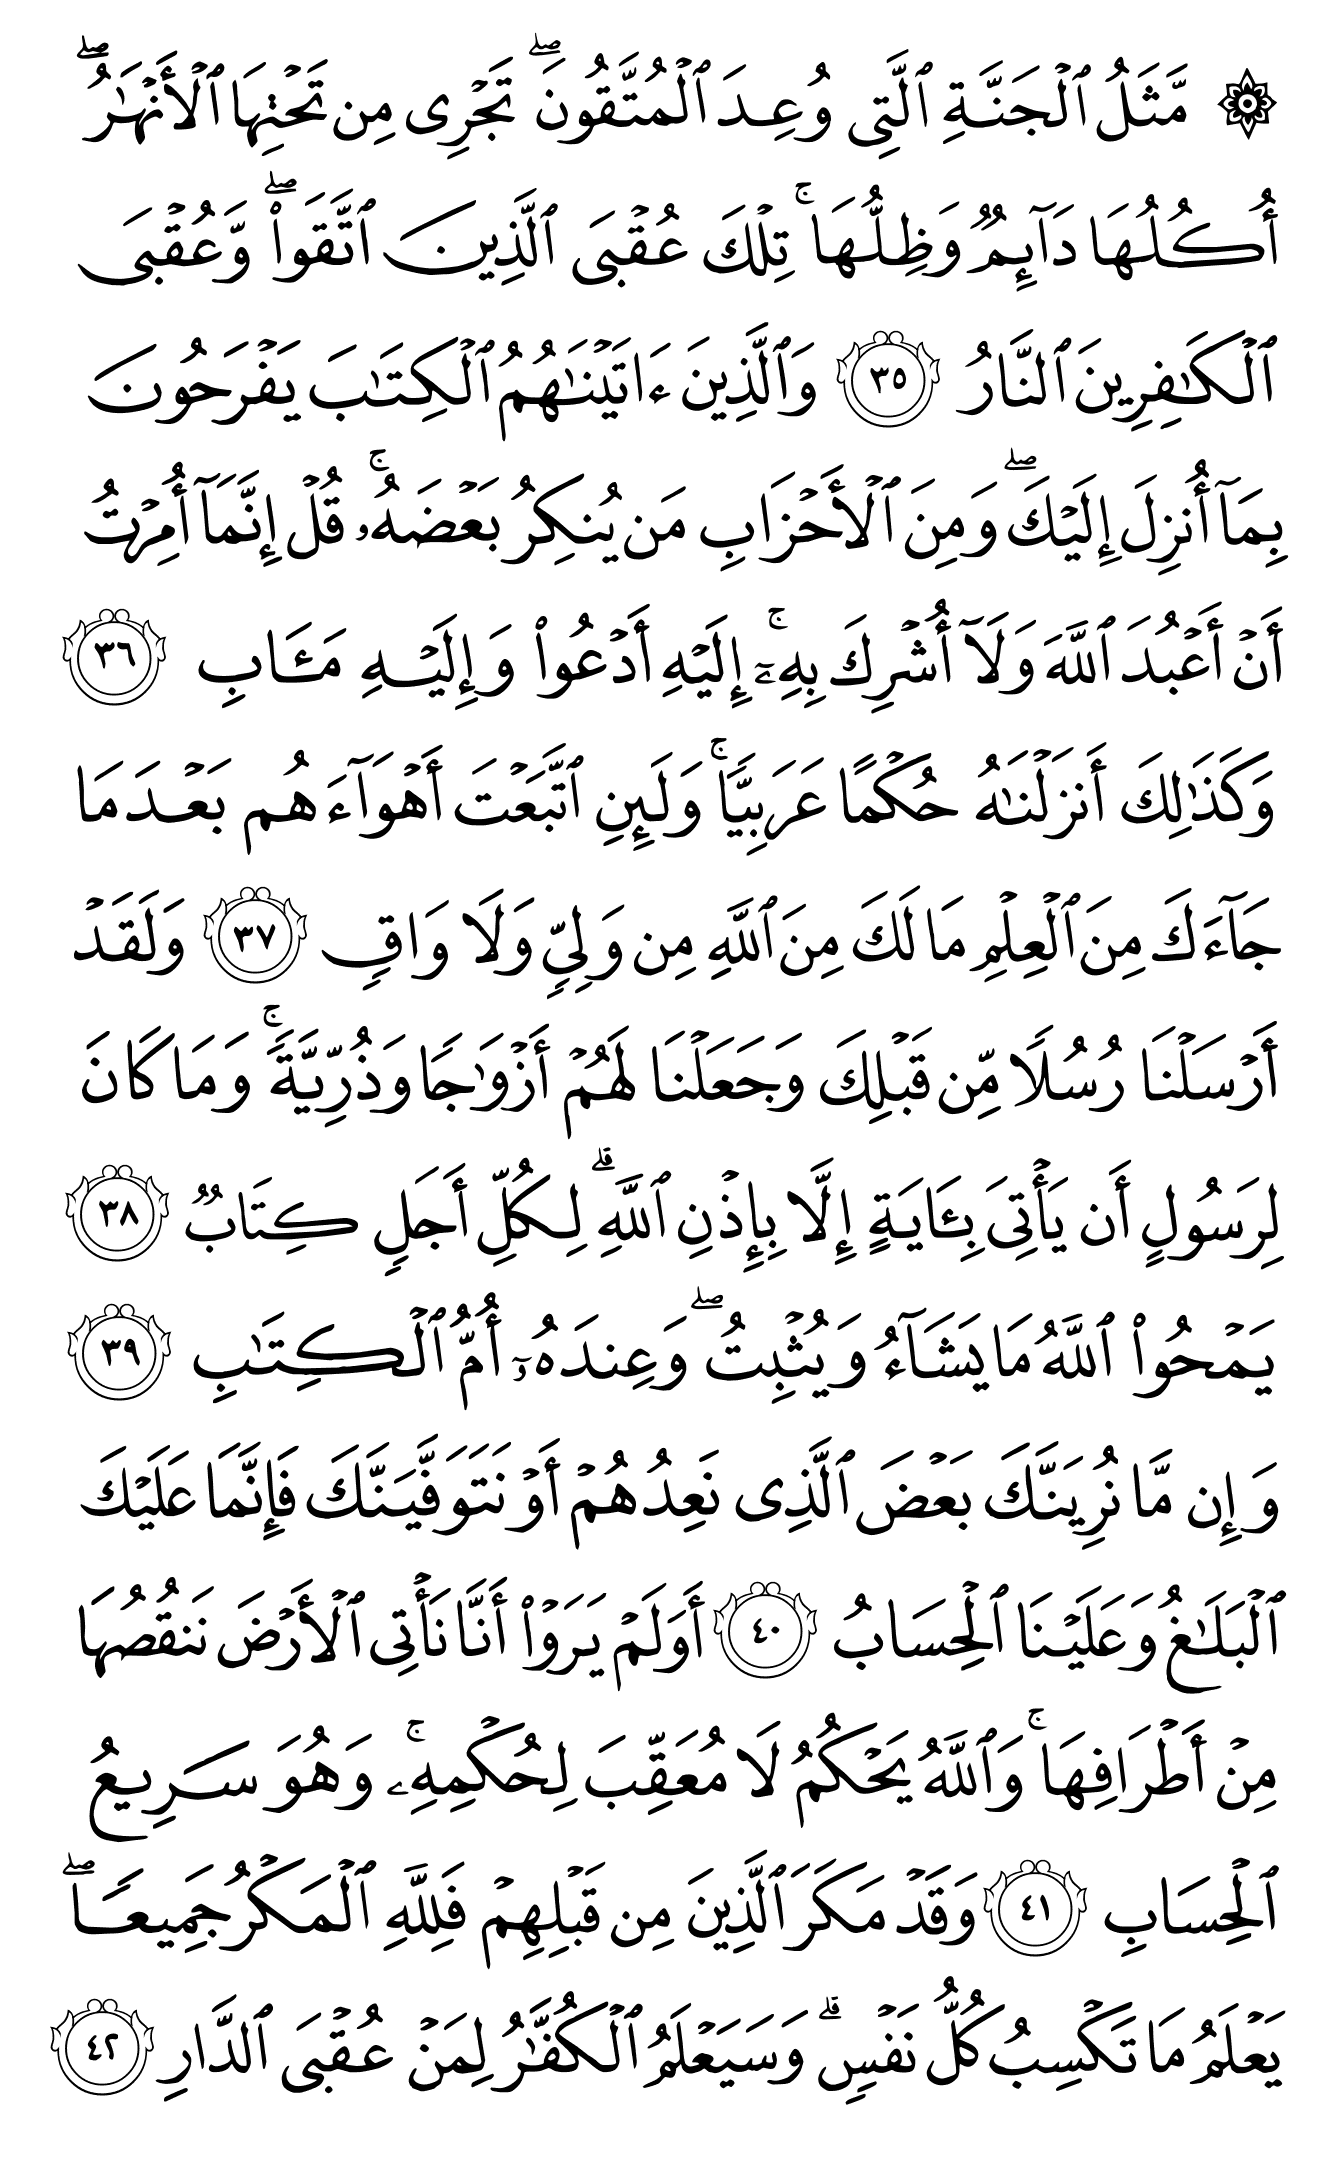 ۞ مَّثَلُ ٱلْجَنَّةِ ٱلَّتِى وُعِدَ ٱلْمُتَّقُونَ ۖ تَجْرِى مِن تَحْتِهَا ٱلْأَنْهَـٰرُ ۖ
أُكُلُهَا دَآئِمٌ وَظِلُّهَا ۚ تِلْكَ عُقْبَى ٱلَّذِينَ ٱتَّقَوا۟ ۖ وَّعُقْبَى
ٱلْكَـٰفِرِينَ ٱلنَّارُ ٣٥ وَٱلَّذِينَ ءَاتَيْنَـٰهُمُ ٱلْكِتَـٰبَ يَفْرَحُونَ
بِمَآ أُنزِلَ إِلَيْكَ ۖ وَمِنَ ٱلْأَحْزَابِ مَن يُنكِرُ بَعْضَهُۥ ۚ قُلْ إِنَّمَآ أُمِرْتُ
أَنْ أَعْبُدَ ٱللَّهَ وَلَآ أُشْرِكَ بِهِۦٓ ۚ إِلَيْهِ أَدْعُوا۟ وَإِلَيْهِ مَـَٔابِ ٣٦
وَكَذَٰلِكَ أَنزَلْنَـٰهُ حُكْمًا عَرَبِيًّا ۚ وَلَئِنِ ٱتَّبَعْتَ أَهْوَآءَهُم بَعْدَمَا
جَآءَكَ مِنَ ٱلْعِلْمِ مَا لَكَ مِنَ ٱللَّهِ مِن وَلِىٍّ وَلَا وَاقٍ ٣٧ وَلَقَدْ
أَرْسَلْنَا رُسُلًا مِّن قَبْلِكَ وَجَعَلْنَا لَهُمْ أَزْوَٰجًا وَذُرِّيَّةً ۚ وَمَا كَانَ
لِرَسُولٍ أَن يَأْتِىَ بِـَٔايَةٍ إِلَّا بِإِذْنِ ٱللَّهِ ۗ لِكُلِّ أَجَلٍ كِتَابٌ ٣٨
يَمْحُوا۟ ٱللَّهُ مَا يَشَآءُ وَيُثْبِتُ ۖ وَعِندَهُۥٓ أُمُّ ٱلْكِتَـٰبِ ٣٩
وَإِن مَّا نُرِيَنَّكَ بَعْضَ ٱلَّذِى نَعِدُهُمْ أَوْ نَتَوَفَّيَنَّكَ فَإِنَّمَا عَلَيْكَ
ٱلْبَلَـٰغُ وَعَلَيْنَا ٱلْحِسَابُ ٤٠ أَوَلَمْ يَرَوْا۟ أَنَّا نَأْتِى ٱلْأَرْضَ نَنقُصُهَا
مِنْ أَطْرَافِهَا ۚ وَٱللَّهُ يَحْكُمُ لَا مُعَقِّبَ لِحُكْمِهِۦ ۚ وَهُوَ سَرِيعُ
ٱلْحِسَابِ ٤١ وَقَدْ مَكَرَ ٱلَّذِينَ مِن قَبْلِهِمْ فَلِلَّهِ ٱلْمَكْرُ جَمِيعًا ۖ
يَعْلَمُ مَا تَكْسِبُ كُلُّ نَفْسٍ ۗ وَسَيَعْلَمُ ٱلْكُفَّـٰرُ لِمَنْ عُقْبَى ٱلدَّارِ ٤٢